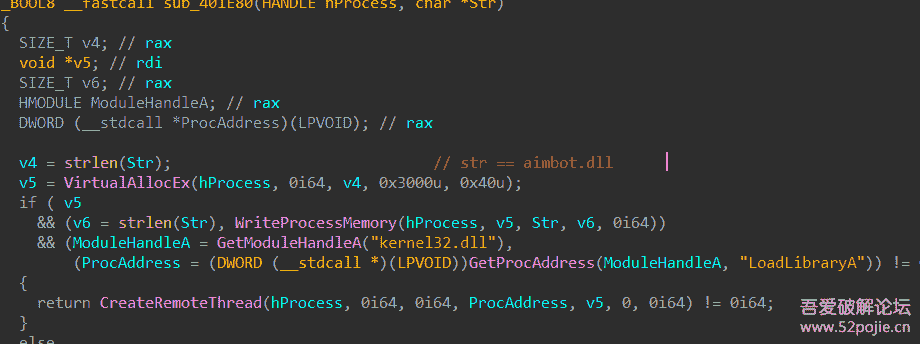 _BOOL8 __fastcall sub_401E80(HANDLE hProcess, char *Str)
{
SIZE_T v4; // rax
void *v5; // rdi
SIZE_T v6; // rax
HMODULE ModuleHandleA; // rax
DWORD (__stdcall *ProcAddress)(LPVOID); // rax
v4 = strlen(Str); // str == aimbot.dll
v5 = VirtualAllocEx(hProcess, 0i64, v4, 0x3000u, 0x40u);
if ( v5
&& (v6 = strlen(Str), WriteProcessMemory(hProcess, v5, Str, v6, 0i64))
&& (ModuleHandleA = GetModuleHandleA("kernel32.dll"),
(ProcAddress = (DWORD (__stdcall *)(LPVOID))GetProcAddress(ModuleHandleA, "LoadLibraryA")) !=
{
return CreateRemoteThread(hProcess, 0i64, 0i64, ProcAddress, v5, 0, 0i64) != 0i64;
}
else
吾爱破解论坛
www.52pojie.cn